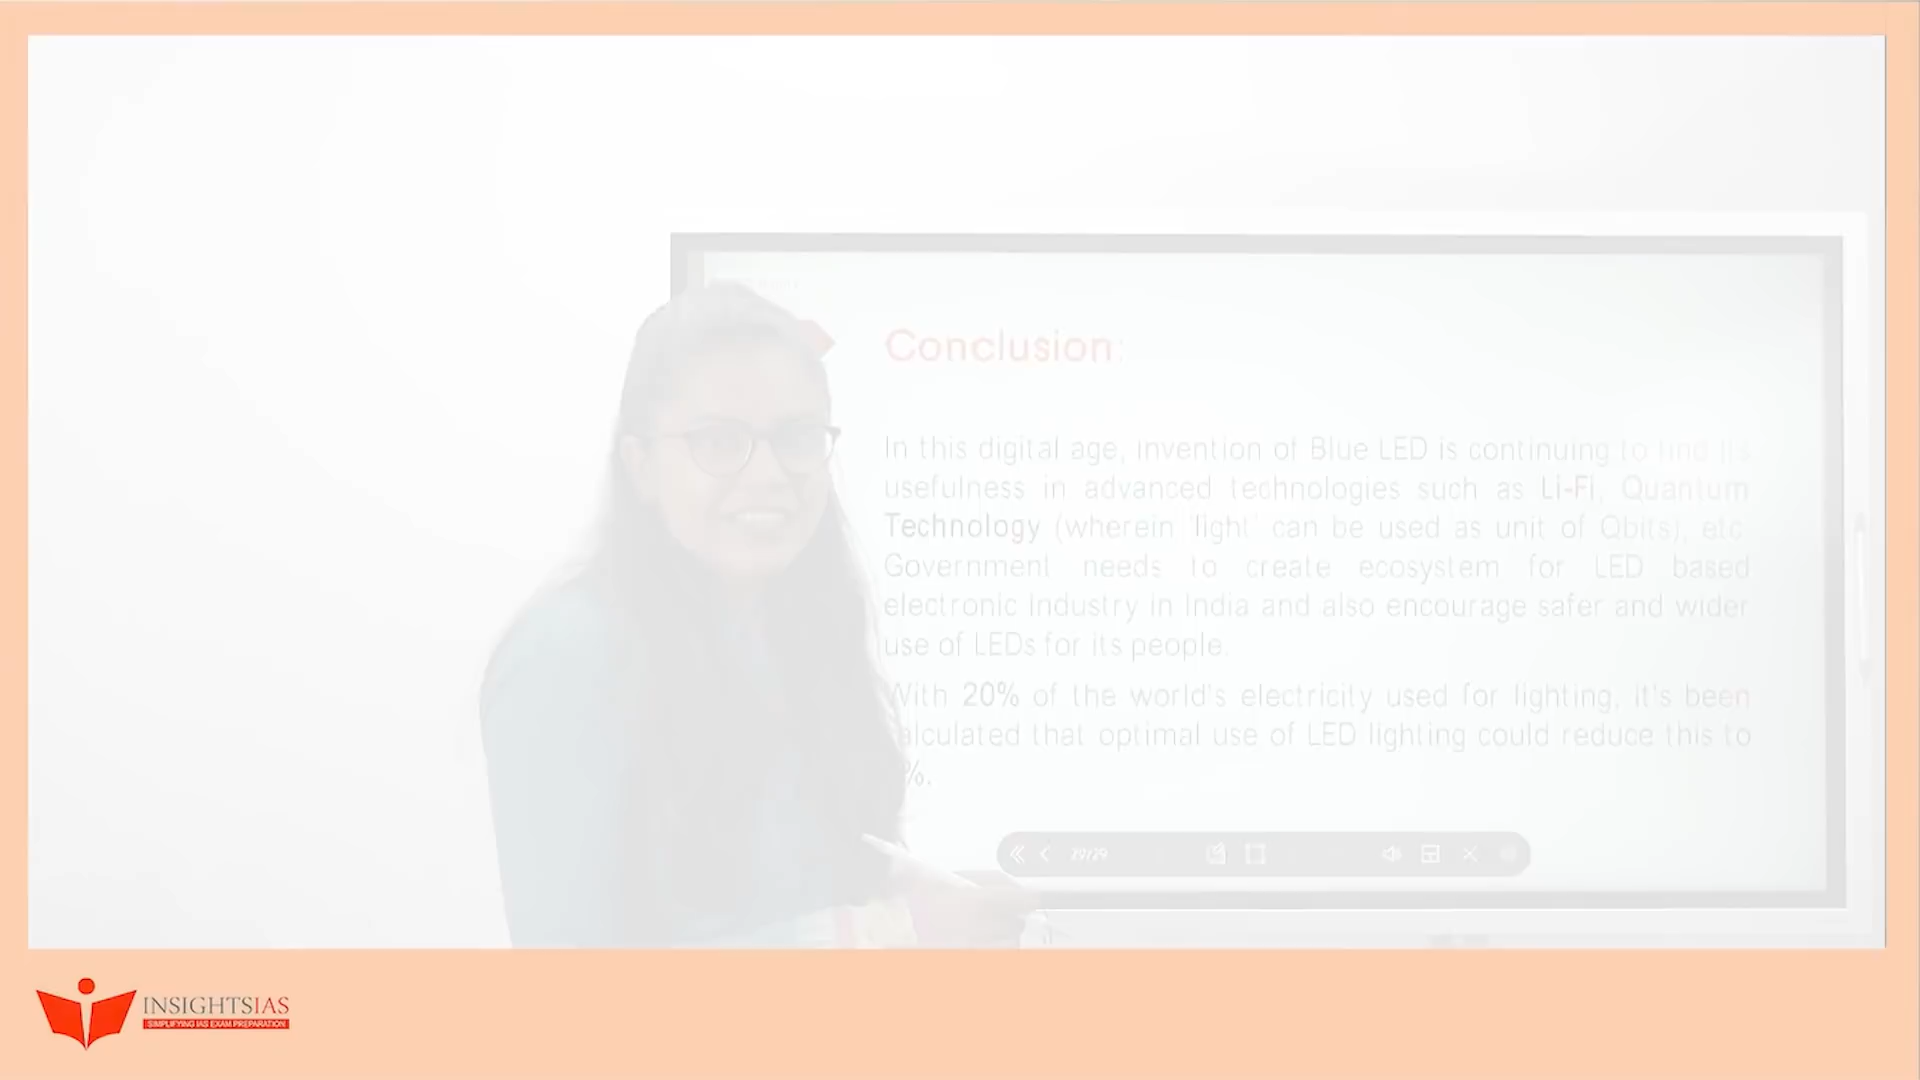 Conclusion:
In this digital age, invention of Blue LED is continuing to find its
usefulness in advanced technologies such as Li-Fi, Quantum
Technology (wherein 'light' can be used as unit of Qbits), etc.
Government needs to create ecosystem for LED based
electronic Industry in India and also encourage safer and wider
use of LEDs for its people.
With 20% of the world's electricity used for lighting, it's been
alculated that optimal use of LED lighting could reduce this to
%.
29/29
INSIGHTSIAS
SIMPLIFYING IAS EXAM PREPARATION